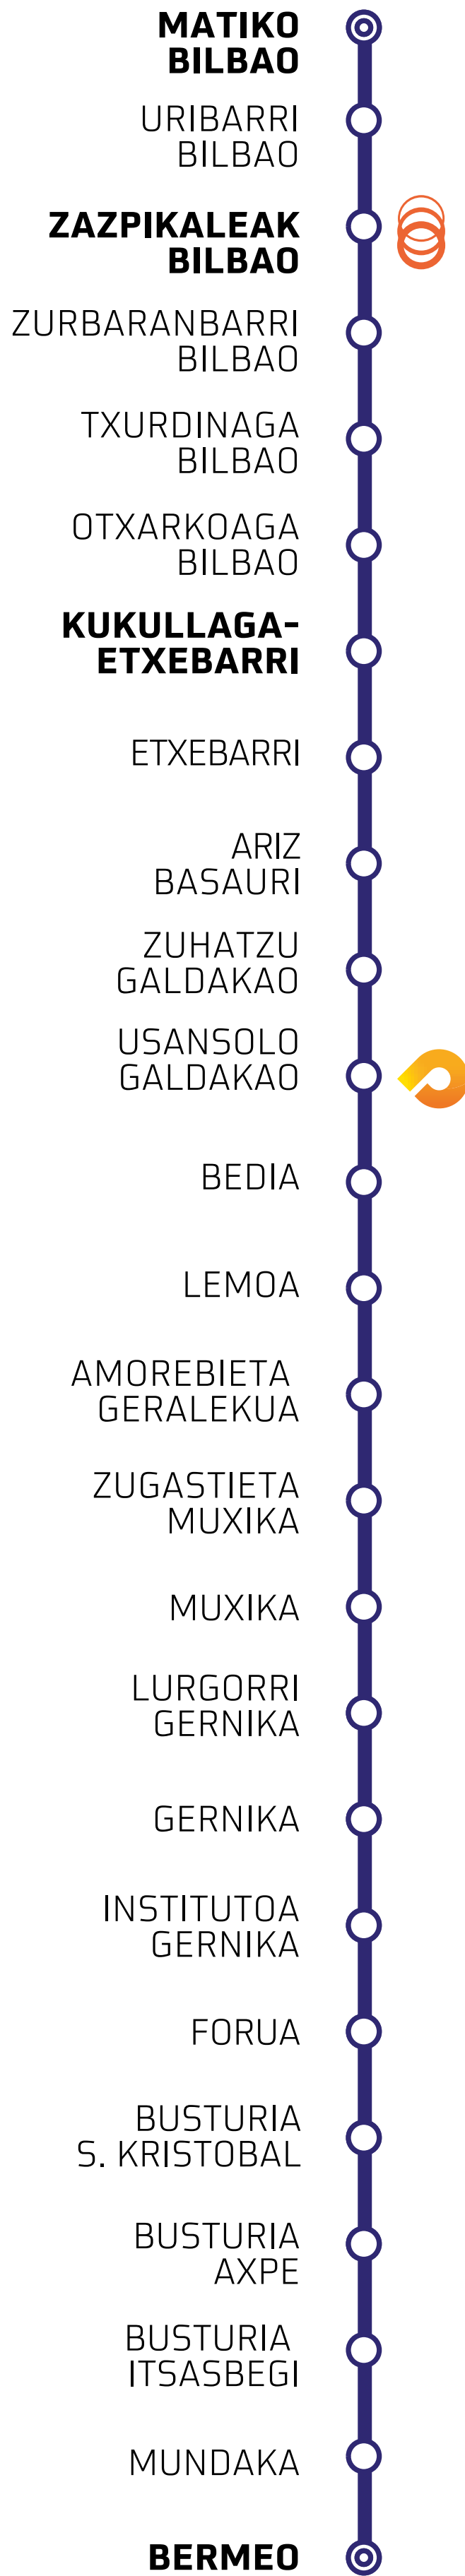 MATIKO
BILBAO
URIBARRI
BILBAO
ZAZPIKALEAK
BILBAO
ZURBARANBARRI
BILBAO
TXURDINAGA
BILBAO
OTXARKOAGA
BILBAO
KUKULLAGA-
ETXEBARRI
ETXEBARRI
ARIZ
BASAURI
ZUHATZU
GALDAKAO
USANSOLO
GALDAKAO
BEDIA
LEMOA
AMOREBIETA
GERALEKUA
ZUGASTIETA
MUXIKA
MUXIKA
LURGORRI
GERNIKA
GERNIKA
INSTITUTOA
GERNIKA
FORUA
BUSTURIA
S. KRISTOBAL
BUSTURIA
AXPE
BUSTURIA
ITSASBEGI
MUNDAKA
BERMEO